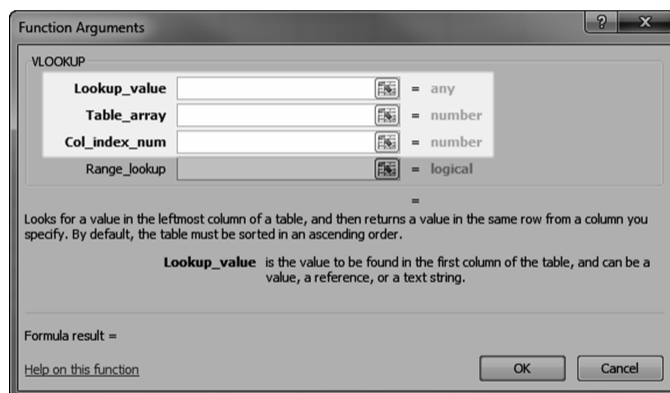 Function Arguments
VLOOKUP
Lookup_value = any
Table_array = number
Col_index_num = number
Range_lookup = logical
=
Looks for a value in the leftmost column of a table, and then returns a value in the same row from a column you
specify. By default, the table must be sorted in an ascending order.
Lookup_value is the value to be found in the first column of the table, and can be a
value, a reference, or a text string.
Formula result =
Help on this function
OK
Cancel